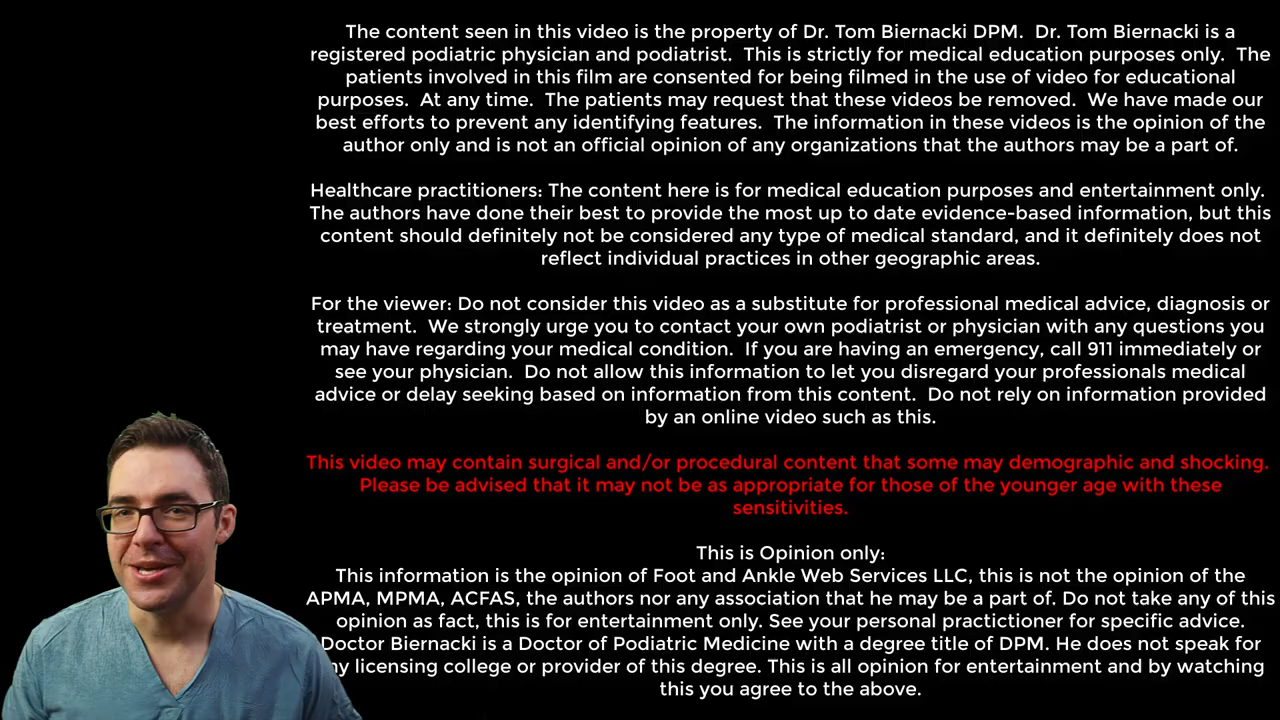 The content seen in this video is the property of Dr. Tom Biernacki DPM. Dr. Tom Biernacki is a
registered podiatric physician and podiatrist. This is strictly for medical education purposes only. The
patients involved in this film are consented for being filmed in the use of video for educational
purposes. At any time. The patients may request that these videos be removed. We have made our
best efforts to prevent any identifying features. The information in these videos is the opinion of the
author only and is not an official opinion of any organizations that the authors may be a part of.
Healthcare practitioners: The content here is for medical education purposes and entertainment only.
The authors have done their best to provide the most up to date evidence-based information, but this
content should definitely not be considered any type of medical standard, and it definitely does not
reflect individual practices in other geographic areas.
For the viewer: Do not consider this video as a substitute for professional medical advice, diagnosis or
treatment. We strongly urge you to contact your own podiatrist or physician with any questions you
may have regarding your medical condition. If you are having an emergency, call 911 immediately or
see your physician. Do not allow this information to let you disregard your professionals medical
advice or delay seeking based on information from this content. Do not rely on information provided
by an online video such as this.
This video may contain surgical and/or procedural content that some may demographic and shocking.
Please be advised that it may not be as appropriate for those of the younger age with these
sensitivities.
This is Opinion only:
This information is the opinion of Foot and Ankle Web Services LLC, this is not the opinion of the
APMA, MPMA, ACFAS, the authors nor any association that he may be a part of. Do not take any of this
opinion as fact, this is for entertainment only. See your personal practictioner for specific advice.
Doctor Biernacki is a Doctor of Podiatric Medicine with a degree title of DPM. He does not speak for
licensing college or provider of this degree. This is all opinion for entertainment and by watching
this you agree to the above.